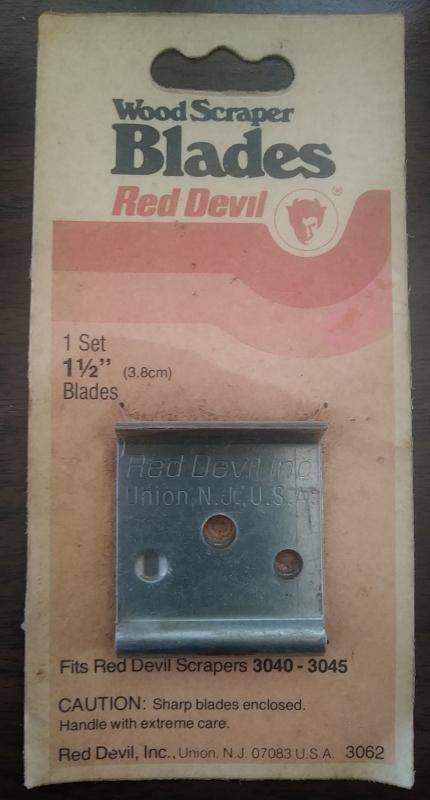 Wood Scraper
Blades
Red Devil ®
1 Set
1½" (3.8cm)
Blades
Red Devil Inc
Union, N.J., U.S.A.
Fits Red Devil Scrapers 3040 - 3045
CAUTION: Sharp blades enclosed.
Handle with extreme care.
Red Devil, Inc., Union, N.J. 07083 U.S.A. 3062